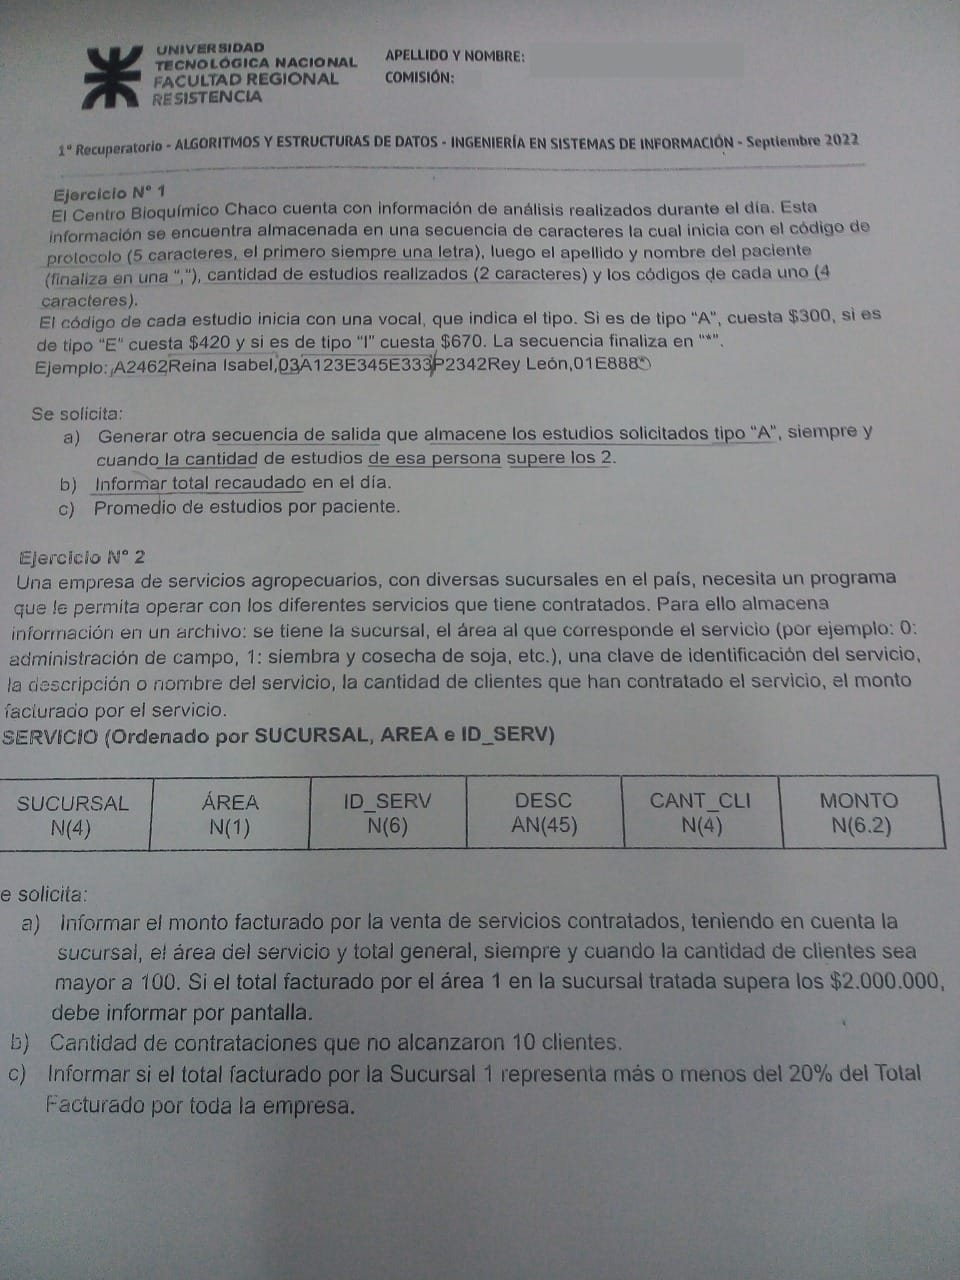 UNIVERSIDAD
TECNOLÓGICA NACIONAL
FACULTAD REGIONAL
RESISTENCIA
APELLIDO Y NOMBRE:
COMISIÓN:
1º Recuperatorio - ALGORITMOS Y ESTRUCTURAS DE DATOS - INGENIERÍA EN SISTEMAS DE INFORMACIÓN - Septiembre 2022
Ejercicio N° 1
El Centro Bioquímico Chaco cuenta con información de análisis realizados durante el día. Esta
información se encuentra almacenada en una secuencia de caracteres la cual inicia con el código de
protocolo (5 caracteres, el primero siempre una letra), luego el apellido y nombre del paciente
(finaliza en una ","), cantidad de estudios realizados (2 caracteres) y los códigos de cada uno (4
caracteres).
El código de cada estudio inicia con una vocal, que indica el tipo. Si es de tipo "A", cuesta $300, si es
de tipo "E" cuesta $420 y si es de tipo "I" cuesta $670. La secuencia finaliza en "*".
Ejemplo: A2462Reina Isabel,03A123E345E333P2342Rey León,01E888*
Se solicita:
a) Generar otra secuencia de salida que almacene los estudios solicitados tipo "A", siempre y
cuando la cantidad de estudios de esa persona supere los 2.
b) Informar total recaudado en el día.
c) Promedio de estudios por paciente.
Ejercicio N° 2
Una empresa de servicios agropecuarios, con diversas sucursales en el país, necesita un programa
que le permita operar con los diferentes servicios que tiene contratados. Para ello almacena
información en un archivo: se tiene la sucursal, el área al que corresponde el servicio (por ejemplo: 0:
administración de campo, 1: siembra y cosecha de soja, etc.), una clave de identificación del servicio,
la descripción o nombre del servicio, la cantidad de clientes que han contratado el servicio, el monto
facturado por el servicio.
SERVICIO (Ordenado por SUCURSAL, AREA e ID_SERV)
SUCURSAL ÁREA ID_SERV DESC CANT_CLI MONTO
N(4) N(1) N(6) AN(45) N(4) N(6.2)
e solicita:
a) Informar el monto facturado por la venta de servicios contratados, teniendo en cuenta la
sucursal, el área del servicio y total general, siempre y cuando la cantidad de clientes sea
mayor a 100. Si el total facturado por el área 1 en la sucursal tratada supera los $2.000.000,
debe informar por pantalla.
b) Cantidad de contrataciones que no alcanzaron 10 clientes.
c) Informar si el total facturado por la Sucursal 1 representa más o menos del 20% del Total
Facturado por toda la empresa.